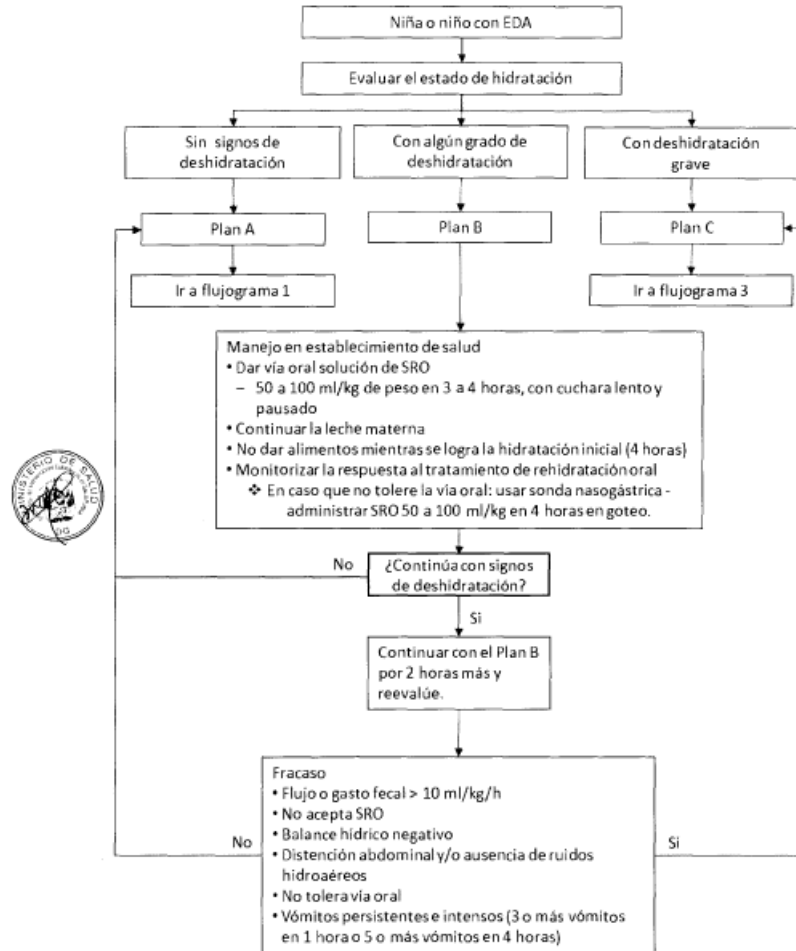 Niña o niño con EDA
Evaluar el estado de hidratación
Sin signos de
deshidratación
Con algún grado de
deshidratación
Con deshidratación
grave
Plan A
Plan B
Plan C
Ir a flujograma 1
Ir a flujograma 3
Manejo en establecimiento de salud
• Dar vía oral solución de SRO
– 50 a 100 ml/kg de peso en 3 a 4 horas, con cuchara lento y
pausado
• Continuar la leche materna
• No dar alimentos mientras se logra la hidratación inicial (4 horas)
• Monitorizar la respuesta al tratamiento de rehidratación oral
❖ En caso que no tolere la vía oral: usar sonda nasogástrica -
administrar SRO 50 a 100 ml/kg en 4 horas en goteo.
MINISTERIO DE SALUD
No
¿Continúa con signos
de deshidratación?
Si
Continuar con el Plan B
por 2 horas más y
reevalúe.
Fracaso
• Flujo o gasto fecal > 10 ml/kg/h
• No acepta SRO
• Balance hídrico negativo
• Distención abdominal y/o ausencia de ruidos
hidroaéreos
• No tolera vía oral
• Vómitos persistentes e intensos (3 o más vómitos
en 1 hora o 5 o más vómitos en 4 horas)
No
Si